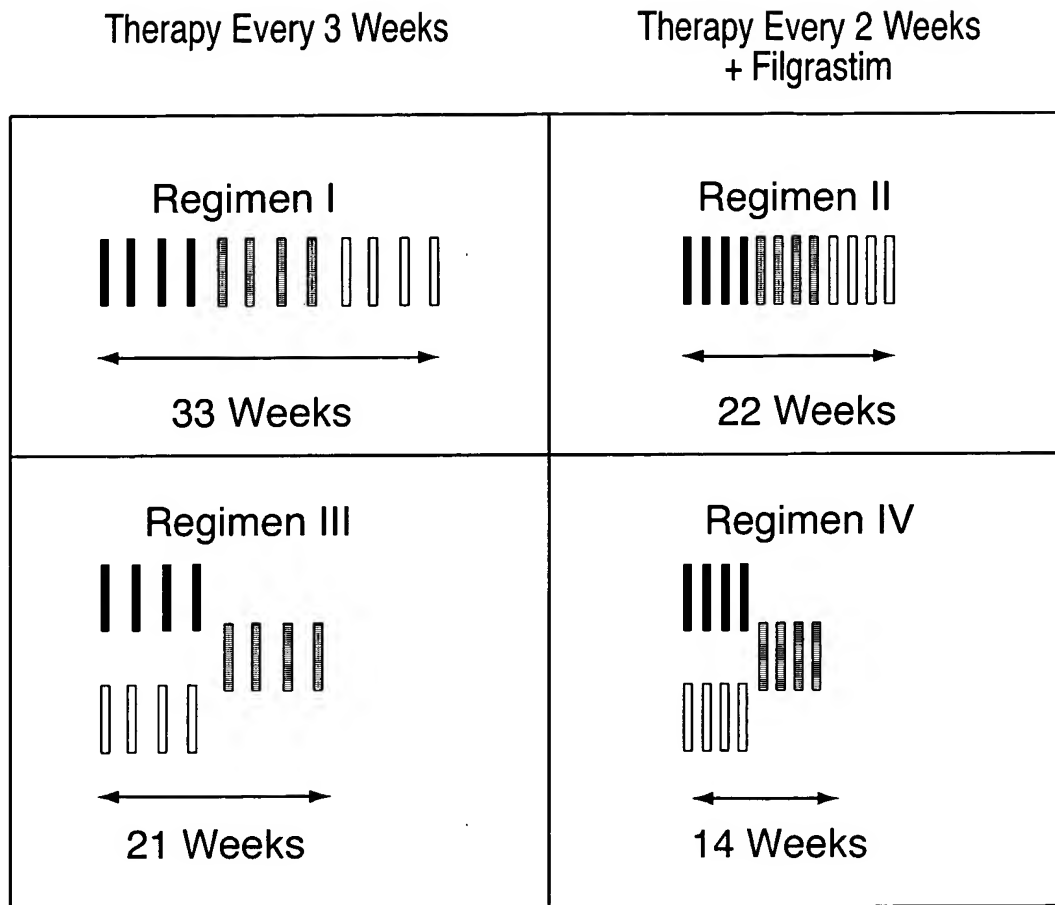 Therapy Every 3 Weeks
Therapy Every 2 Weeks
+ Filgrastim
Regimen I
33 Weeks
Regimen II
22 Weeks
Regimen III
21 Weeks
Regimen IV
14 Weeks